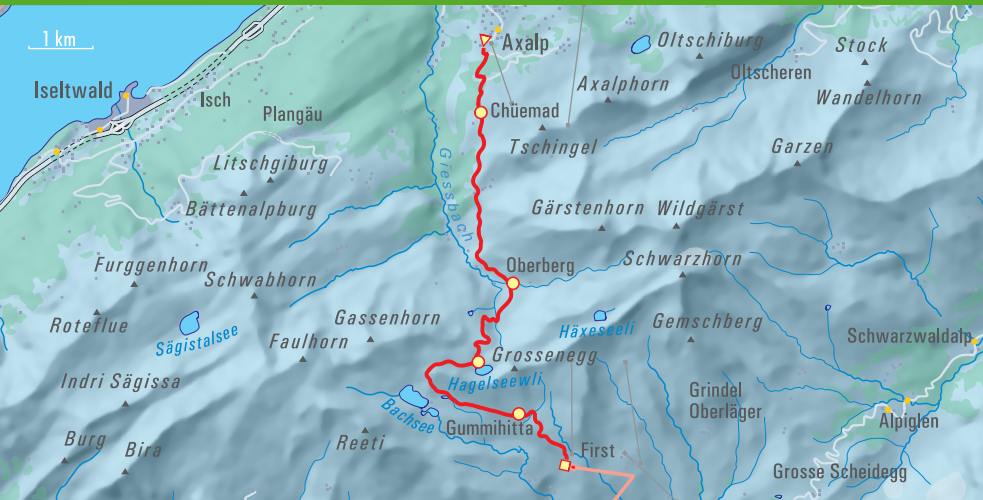 1 km
Axalp
Oltschiburg
Stock
Iseltwald
Isch
Plangäu
Axalphorn
Oltscheren
Wandelhorn
Chüemad
Tschingel
Garzen
Litschgiburg
Bättenalpburg
Giessbach
Gärstenhorn
Wildgärst
Furggenhorn
Schwabhorn
Oberberg
Schwarzhorn
Roteflue
Sägistalsee
Gassenhorn
Häxeseeli
Gemschberg
Schwarzwaldalp
Faulhorn
Grossenegg
Indri Sägissa
Hagelseewli
Bachsee
Grindel
Oberläger
Gummihitta
Alpiglen
Burg
Bira
Reeti
First
Grosse Scheidegg